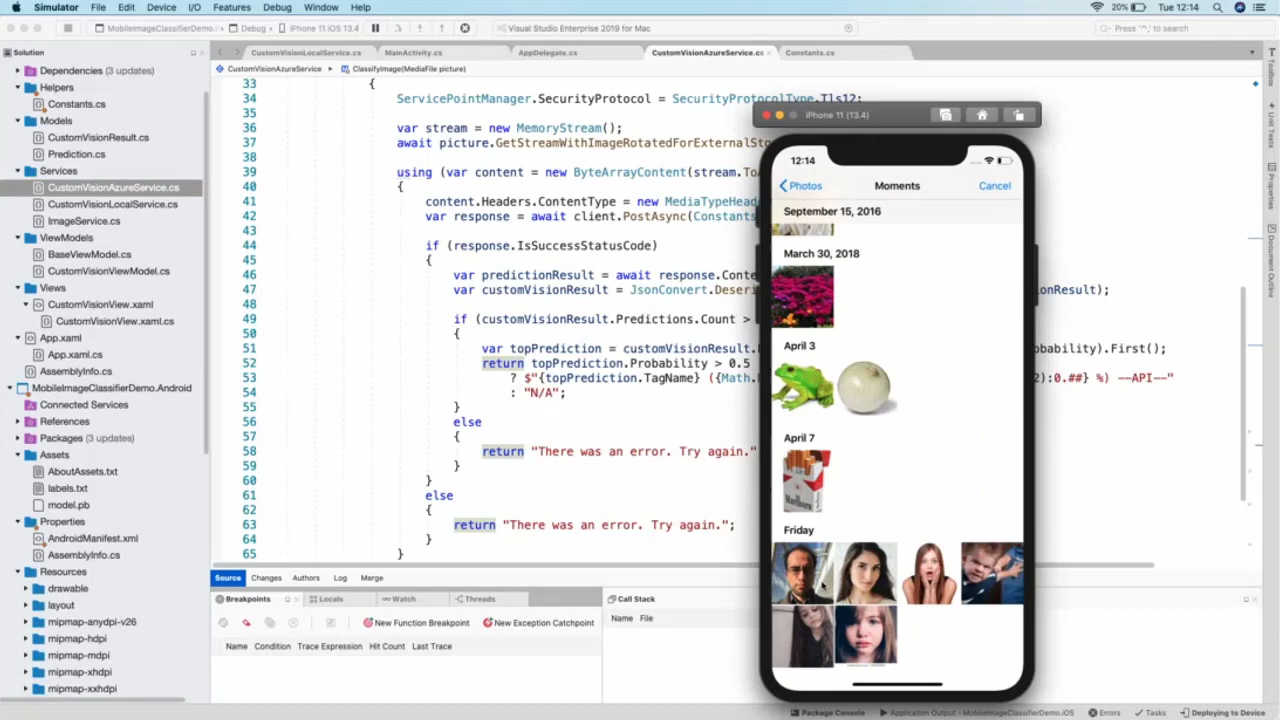 Simulator File Edit Device I/O Features Debug Window Help 20% Tue 12:14
MobileImageClassifierDemo. Debug iPhone 11 iOS 13.4 Visual Studio Enterprise 2019 for Mac Press '⌥.' to search
Solution
Dependencies (3 updates)
Helpers
Constants.cs
Models
CustomVisionResult.cs
Prediction.cs
Services
CustomVisionAzureService.cs
CustomVisionLocalService.cs
ImageService.cs
ViewModels
BaseViewModel.cs
CustomVisionViewModel.cs
Views
CustomVisionView.xaml
CustomVisionView.xaml.cs
App.xaml
App.xaml.cs
AssemblyInfo.cs
MobileImageClassifierDemo.Android
Connected Services
References
Packages (3 updates)
Assets
AboutAssets.txt
labels.txt
model.pb
Properties
AndroidManifest.xml
AssemblyInfo.cs
Resources
drawable
layout
mipmap-anydpi-v26
mipmap-hdpi
mipmap-mdpi
mipmap-xhdpi
mipmap-xxhdpi
CustomVisionLocalService.cs MainActivity.cs AppDelegate.cs CustomVisionAzureService.cs Constants.cs
CustomVisionAzureService ClassifyImage(MediaFile picture)
33 {
34 ServicePointManager.SecurityProtocol = SecurityProtocolType.Tls12;
35
36 var stream = new MemoryStream();
37 await picture.GetStreamWithImageRotatedForExternalSto
38
39 using (var content = new ByteArrayContent(stream.ToA
40 {
41 content.Headers.ContentType = new MediaTypeHead
42 var response = await client.PostAsync(Constants
43
44 if (response.IsSuccessStatusCode)
45 {
46 var predictionResult = await response.Conte
47 var customVisionResult = JsonConvert.Deseri onResult);
48
49 if (customVisionResult.Predictions.Count >
50 {
51 var topPrediction = customVisionResult. obability).First();
52 return topPrediction.Probability > 0.5
53 ? $"{topPrediction.TagName} ({Math. 2):0.##} %) --API--"
54 : "N/A";
55 }
56 else
57 {
58 return "There was an error. Try again."
59 }
60 }
61 else
62 {
63 return "There was an error. Try again.";
64 }
65 }
Source Changes Authors Log Merge
Breakpoints Locals Watch Threads
New Function Breakpoint New Exception Catchpoint
Name Condition Trace Expression Hit Count Last Trace
Call Stack
Name File
iPhone 11 (13.4)
12:14
Photos Moments Cancel
September 15, 2016
March 30, 2018
April 3
April 7
Marlboro
Friday
Toolbox
Unit Tests
Properties
Document Outline
Package Console Application Output - MobileImageClassifierDemo.iOS Errors Tasks Deploying to Device